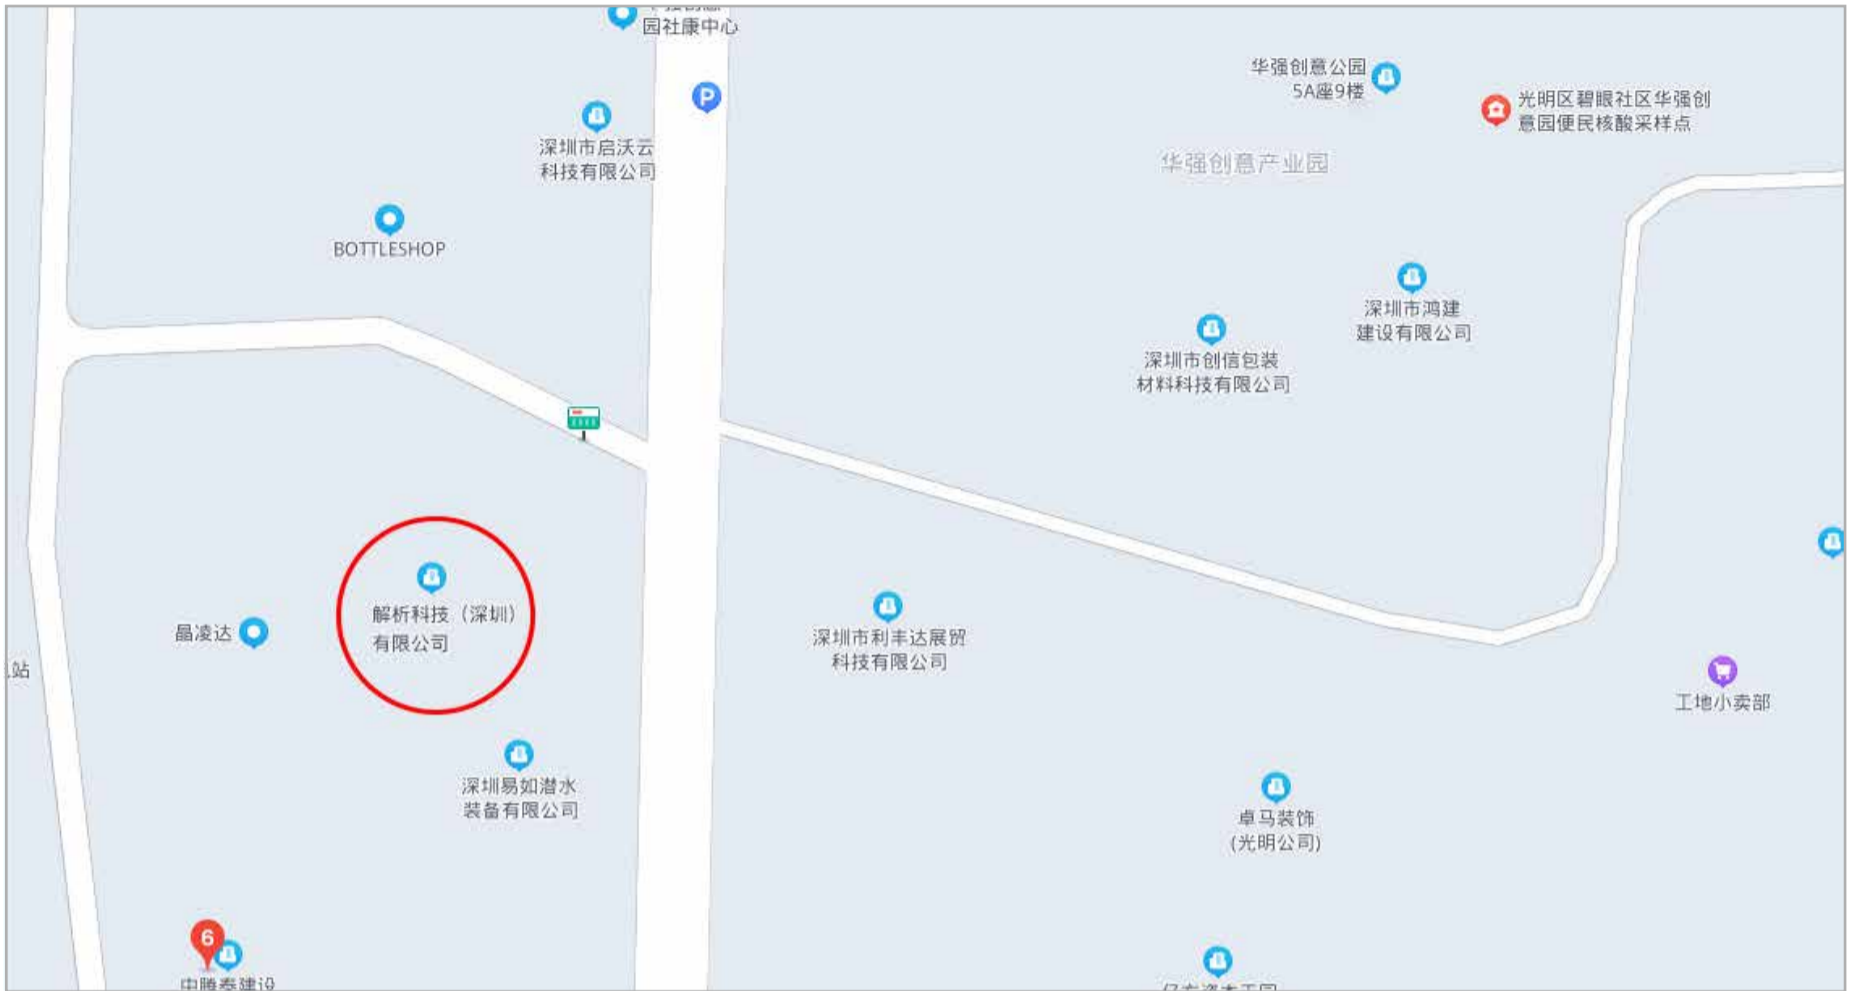 园社康中心
P
华强创意公园
5A座9楼
光明区碧眼社区华强创
意园便民核酸采样点
深圳市启沃云
科技有限公司
华强创意产业园
BOTTLESHOP
深圳市鸿建
建设有限公司
深圳市创信包装
材料科技有限公司
解析科技（深圳）
有限公司
晶凌达
深圳市利丰达展贸
科技有限公司
站
工地小卖部
深圳易如潜水
装备有限公司
卓马装饰
(光明公司)
6
中腾泰建设